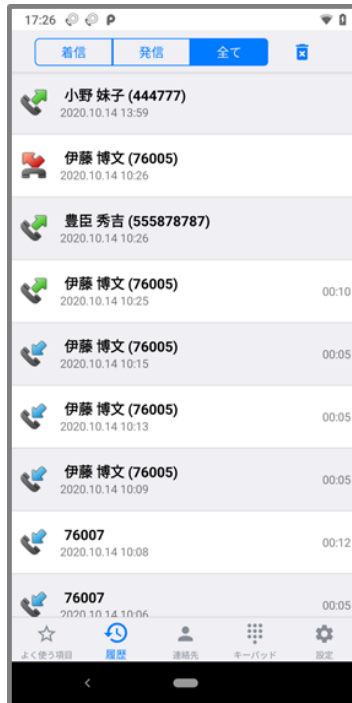 17:26
着信 発信 全て
小野 妹子 (444777)
2020.10.14 13:59
伊藤 博文 (76005)
2020.10.14 10:26
豊臣 秀吉 (555878787)
2020.10.14 10:26
伊藤 博文 (76005)
2020.10.14 10:25 00:10
伊藤 博文 (76005)
2020.10.14 10:15 00:05
伊藤 博文 (76005)
2020.10.14 10:13 00:05
伊藤 博文 (76005)
2020.10.14 10:09 00:05
76007
2020.10.14 10:08 00:12
76007
2020.10.14 10:06 00:05
よく使う項目 履歴 連絡先 キーパッド 設定